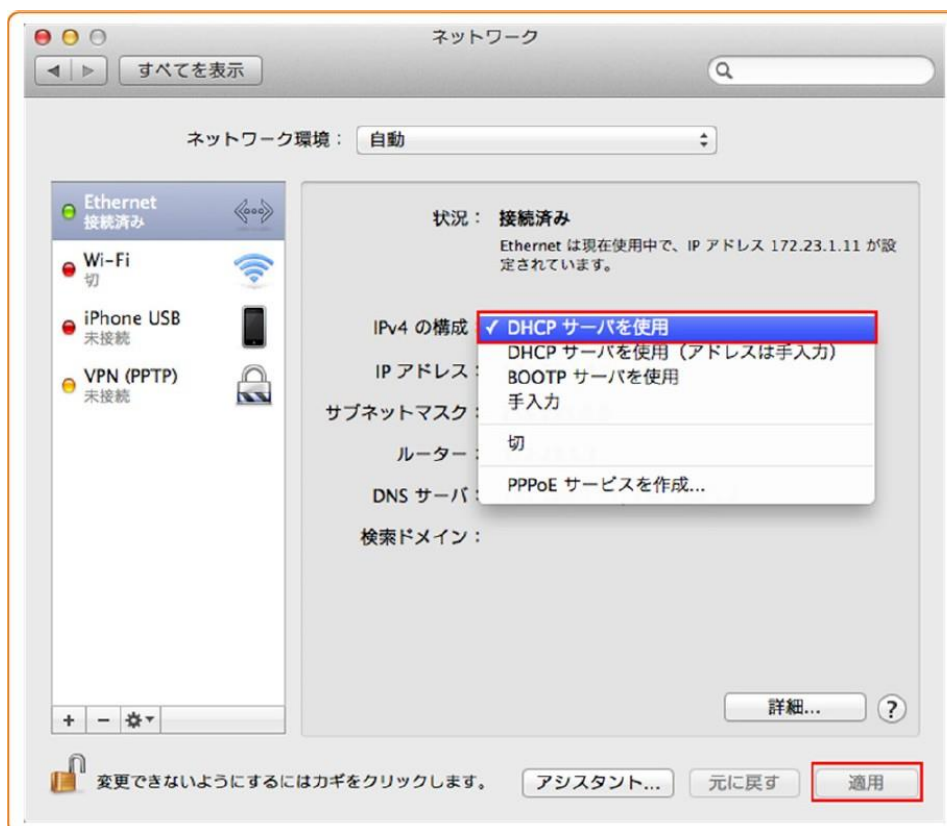 ネットワーク
すべてを表示
ネットワーク環境： 自動
Ethernet
接続済み
Wi-Fi
切
iPhone USB
未接続
VPN (PPTP)
未接続
状況： 接続済み
Ethernet は現在使用中で、IP アドレス 172.23.1.11 が設
定されています。
IPv4 の構成： ✓ DHCP サーバを使用
DHCP サーバを使用（アドレスは手入力）
BOOTP サーバを使用
手入力
切
PPPoE サービスを作成...
IP アドレス：
サブネットマスク：
ルーター：
DNS サーバ：
検索ドメイン：
詳細... ?
変更できないようにするにはカギをクリックします。
アシスタント... 元に戻す 適用